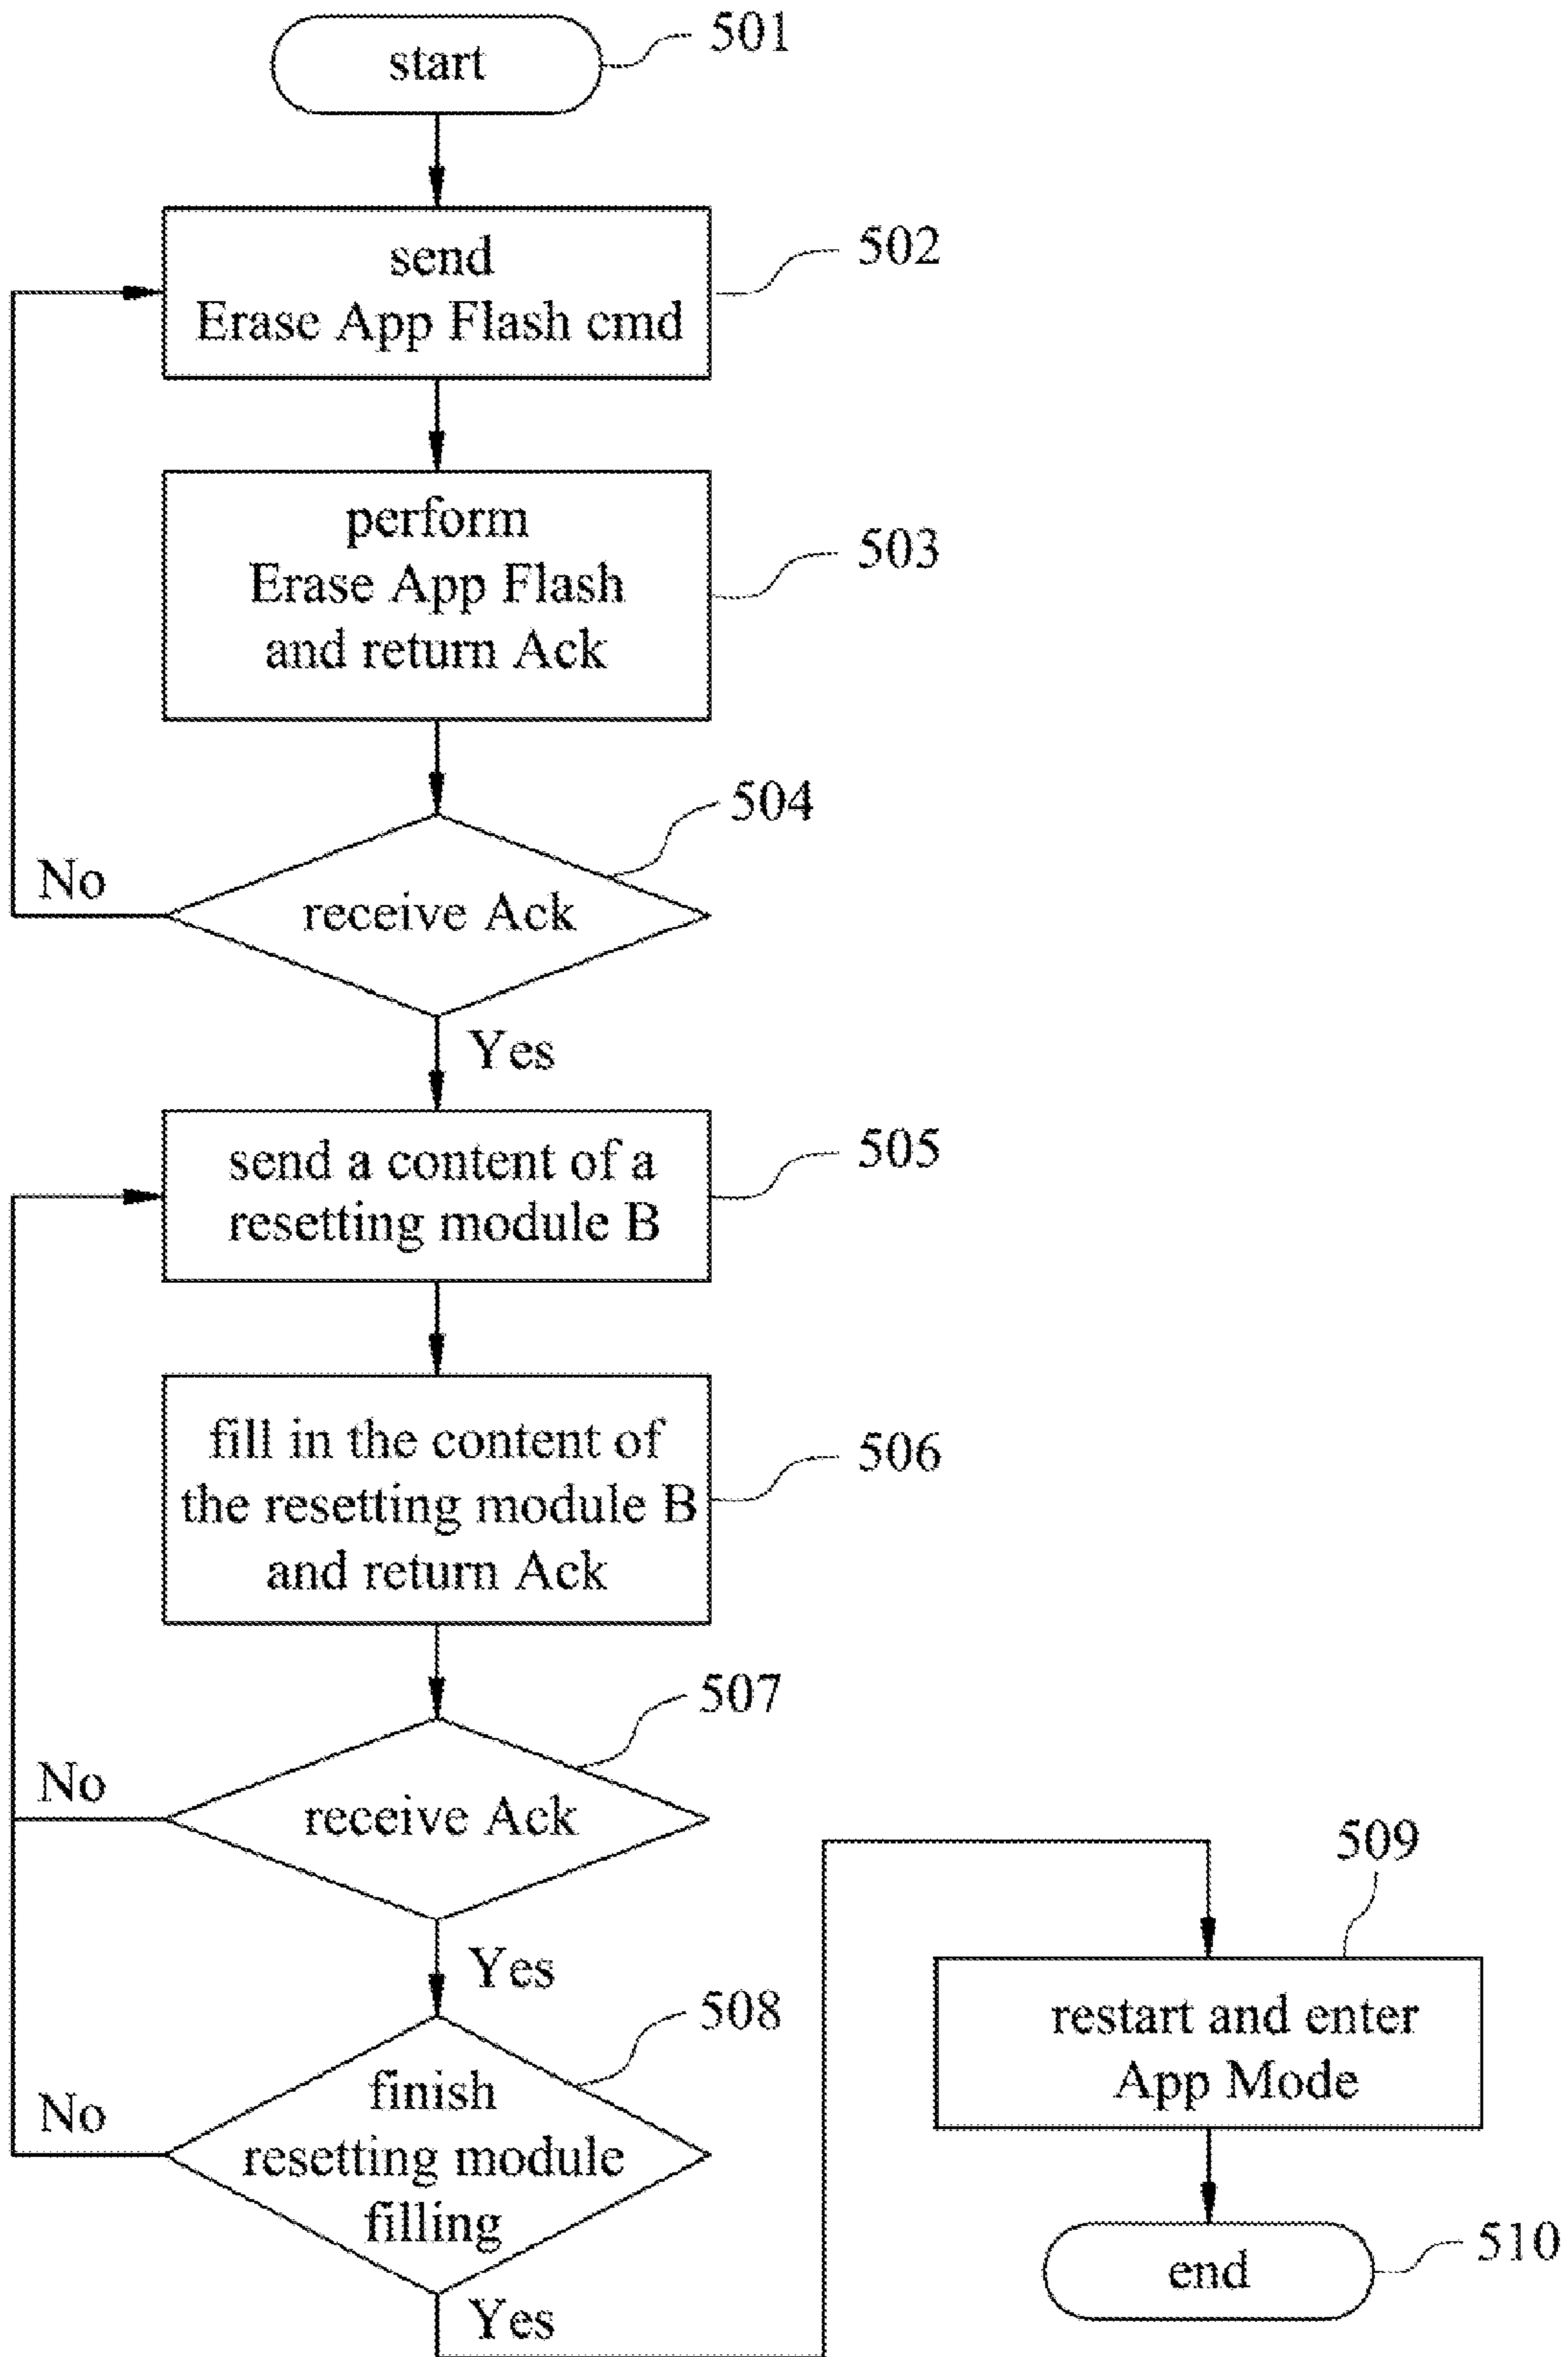 start
501
send
Erase App Flash cmd
502
perform
Erase App Flash
and return Ack
503
504
No
receive Ack
Yes
send a content of a
resetting module B
505
fill in the content of
the resetting module B
and return Ack
506
507
No
receive Ack
Yes
508
No
finish
resetting module
filling
Yes
509
restart and enter
App Mode
end
510